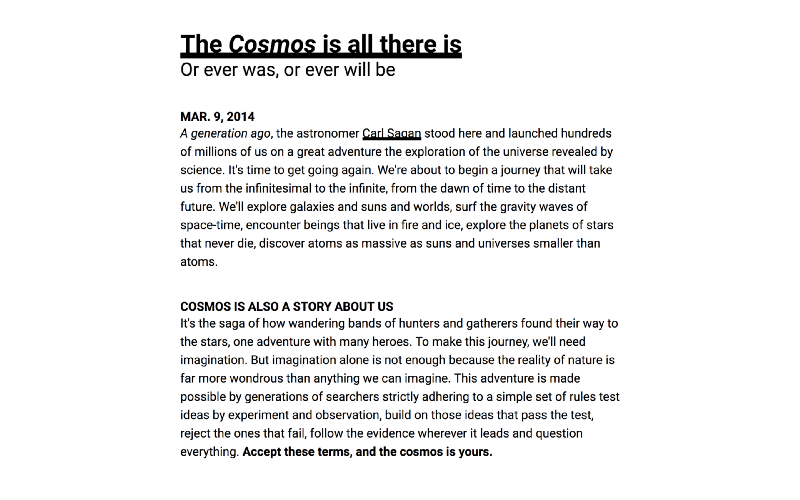 The Cosmos is all there is
Or ever was, or ever will be
MAR. 9, 2014
A generation ago, the astronomer Carl Sagan stood here and launched hundreds
of millions of us on a great adventure the exploration of the universe revealed by
science. It's time to get going again. We're about to begin a journey that will take
us from the infinitesimal to the infinite, from the dawn of time to the distant
future. We'll explore galaxies and suns and worlds, surf the gravity waves of
space-time, encounter beings that live in fire and ice, explore the planets of stars
that never die, discover atoms as massive as suns and universes smaller than
atoms.
COSMOS IS ALSO A STORY ABOUT US
It's the saga of how wandering bands of hunters and gatherers found their way to
the stars, one adventure with many heroes. To make this journey, we'll need
imagination. But imagination alone is not enough because the reality of nature is
far more wondrous than anything we can imagine. This adventure is made
possible by generations of searchers strictly adhering to a simple set of rules test
ideas by experiment and observation, build on those ideas that pass the test,
reject the ones that fail, follow the evidence wherever it leads and question
everything. Accept these terms, and the cosmos is yours.